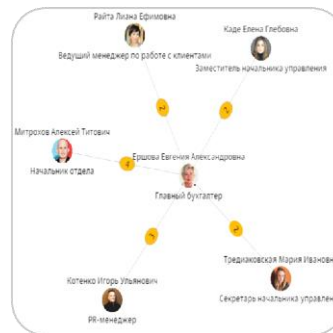 Райта Лиана Ефимовна
Ведущий менеджер по работе с клиентами
Каде Елена Глебовна
Заместитель начальника управления
Митрохов Алексей Титович
Начальник отдела
Ершова Евгения Александровна
Главный бухгалтер
Котенко Игорь Ульянович
PR-менеджер
Тредиаковская Мария Ивановн
Секретарь начальника управлен